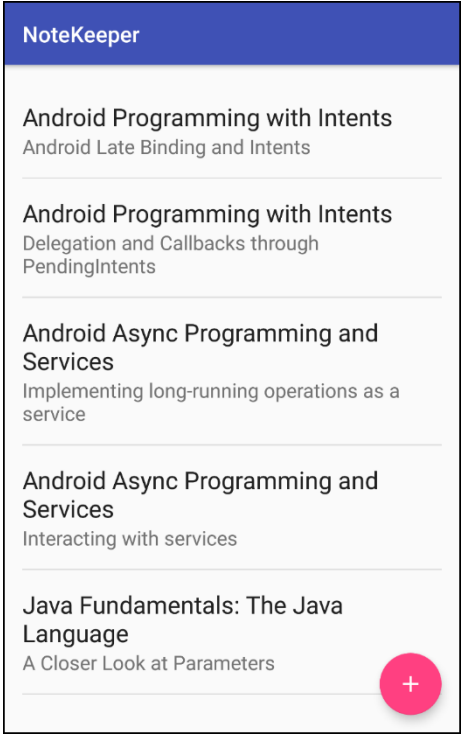 NoteKeeper
Android Programming with Intents
Android Late Binding and Intents
Android Programming with Intents
Delegation and Callbacks through
PendingIntents
Android Async Programming and
Services
Implementing long-running operations as a
service
Android Async Programming and
Services
Interacting with services
Java Fundamentals: The Java
Language
A Closer Look at Parameters
+